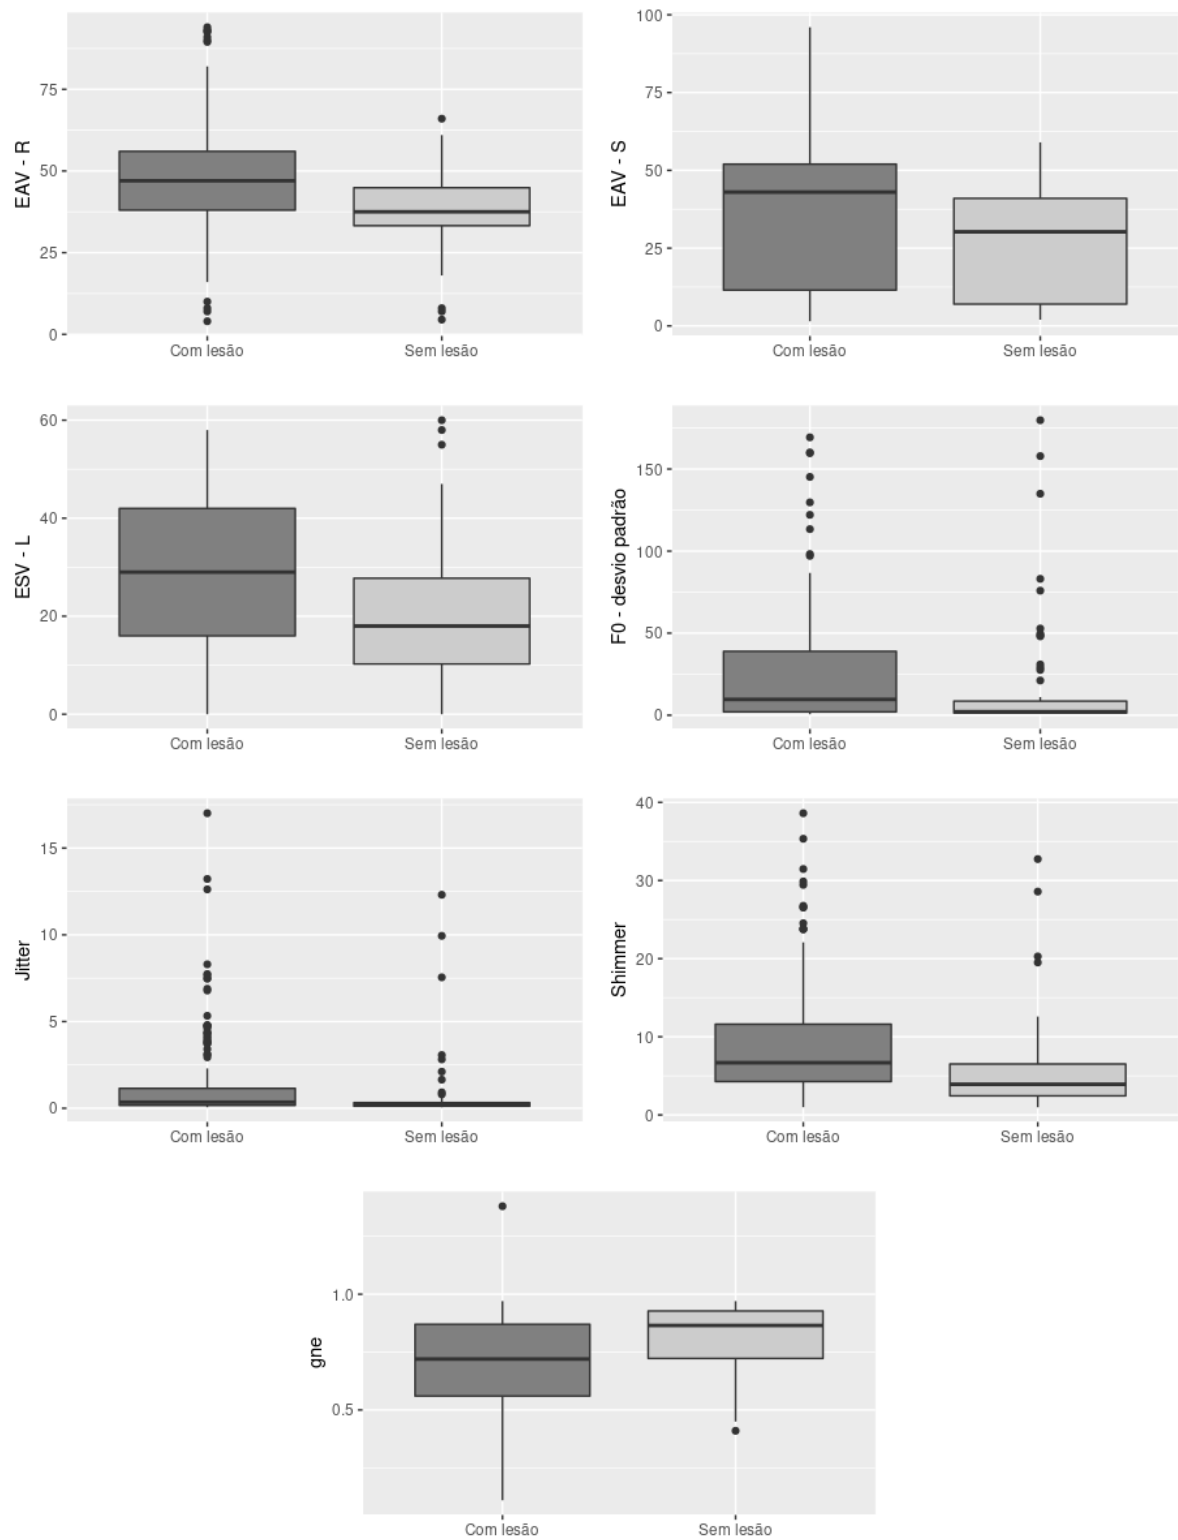 EAV - R
75
50
25
0
Com lesão
Sem lesão
EAV - S
100
75
50
25
0
Com lesão
Sem lesão
ESV - L
60
40
20
0
Com lesão
Sem lesão
F0 - desvio padrão
150
100
50
0
Com lesão
Sem lesão
Jitter
15
10
5
0
Com lesão
Sem lesão
Shimmer
40
30
20
10
0
Com lesão
Sem lesão
gne
1.0
0.5
Com lesão
Sem lesão